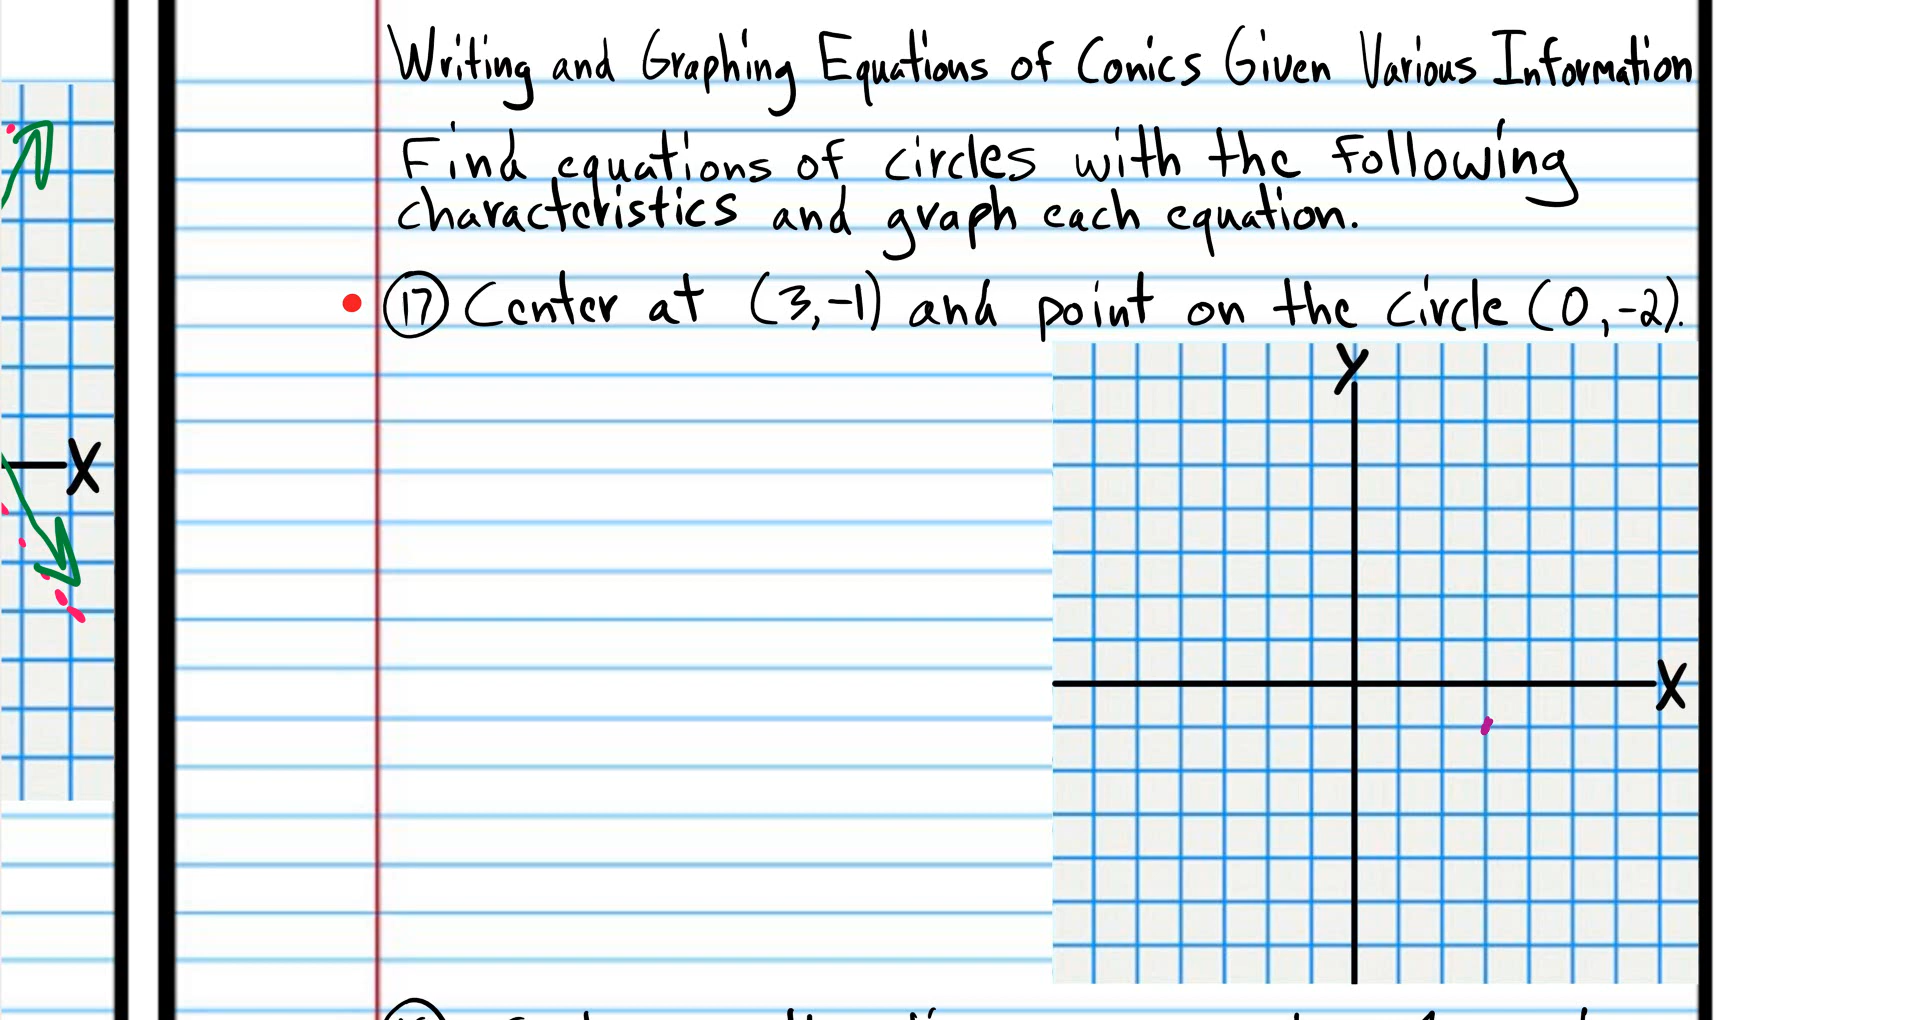 Writing and Graphing Equations of Conics Given Various Information
Find equations of circles with the following
characteristics and graph each equation.
17 Center at (3,-1) and point on the circle (0,-2).
Y
X
X